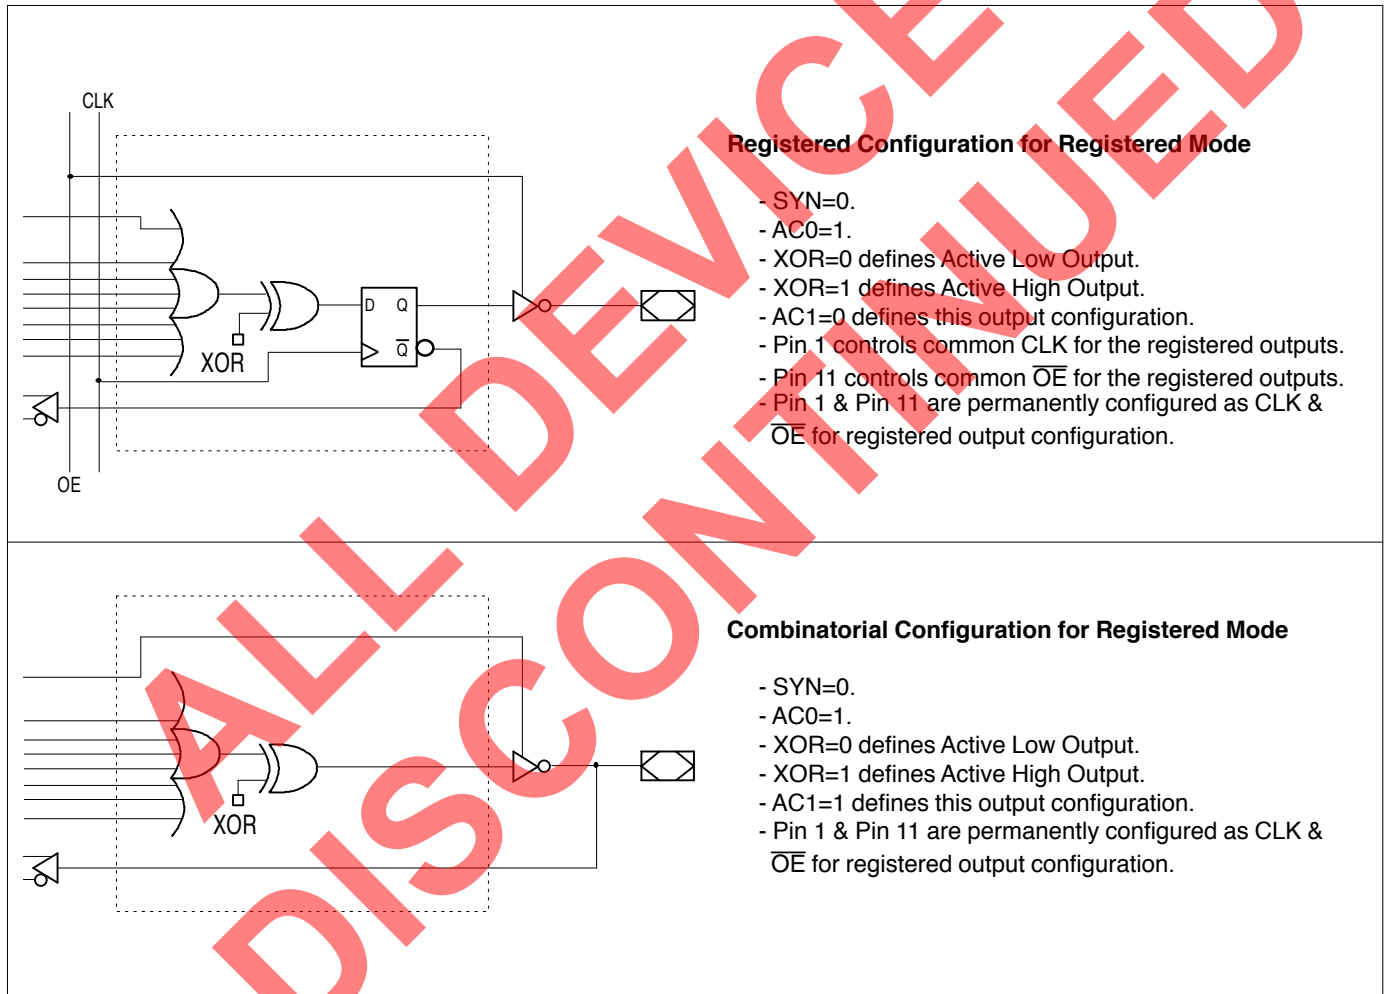 CLK
Registered Configuration for Registered Mode
- SYN=0.
- AC0=1.
- XOR=0 defines Active Low Output.
- XOR=1 defines Active High Output.
- AC1=0 defines this output configuration.
- Pin 1 controls common CLK for the registered outputs.
- Pin 11 controls common O̅E̅ for the registered outputs.
- Pin 1 & Pin 11 are permanently configured as CLK &
O̅E̅ for registered output configuration.
D Q
Q̅
XOR
OE
Combinatorial Configuration for Registered Mode
- SYN=0.
- AC0=1.
- XOR=0 defines Active Low Output.
- XOR=1 defines Active High Output.
- AC1=1 defines this output configuration.
- Pin 1 & Pin 11 are permanently configured as CLK &
O̅E̅ for registered output configuration.
XOR
ALL DEVICE
DISCONTINUED